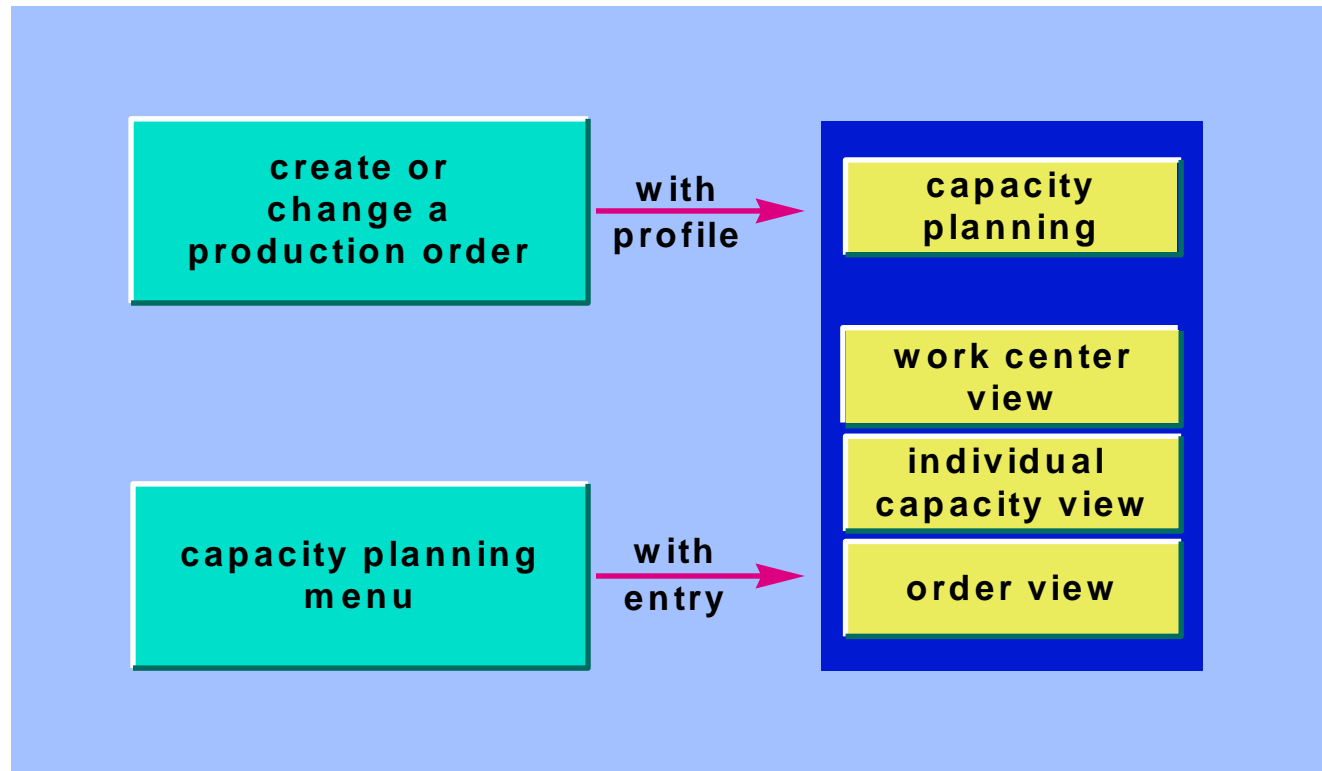 create or
change a
production order
with
profile
capacity
planning
work center
view
individual
capacity view
order view
capacity planning
menu
with
entry